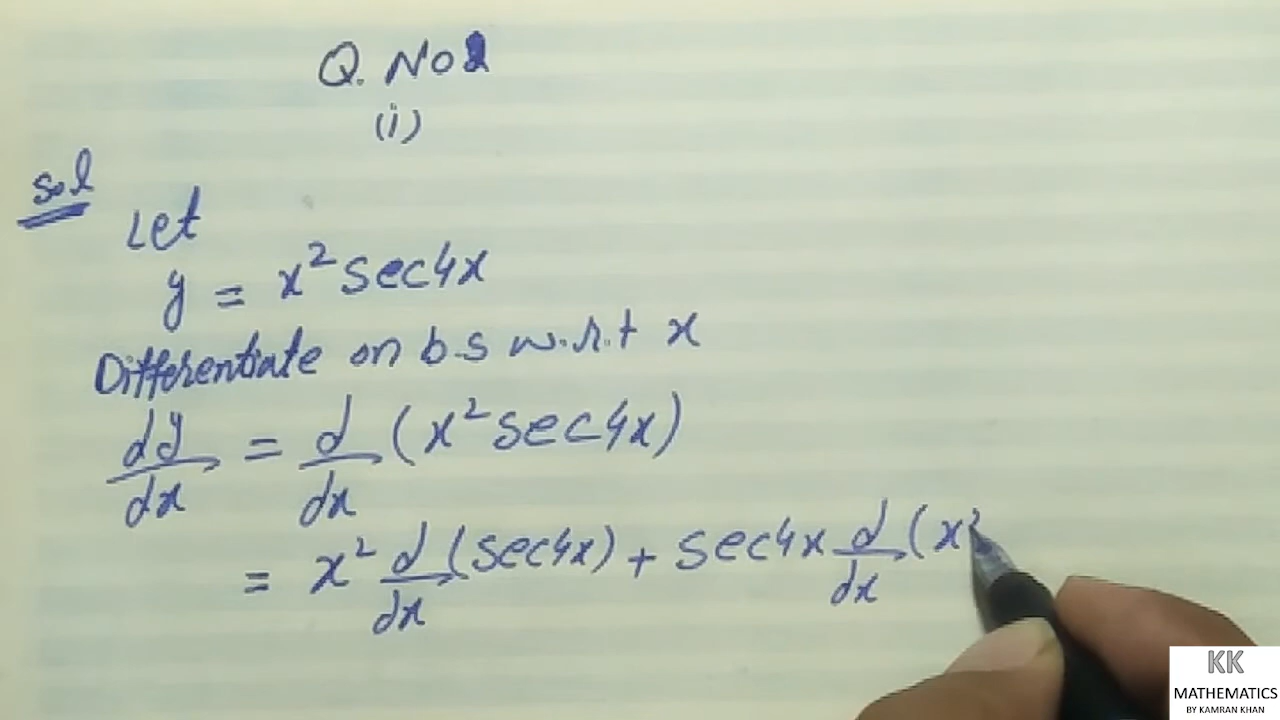 Q. No 2
(i)
Sol
Let
y = x² sec4x
Differentiate on b.s w.r.t x
dy/dx = d/dx (x² sec4x)
= x² d/dx (sec4x) + sec4x d/dx (x²
KK
MATHEMATICS
BY KAMRAN KHAN